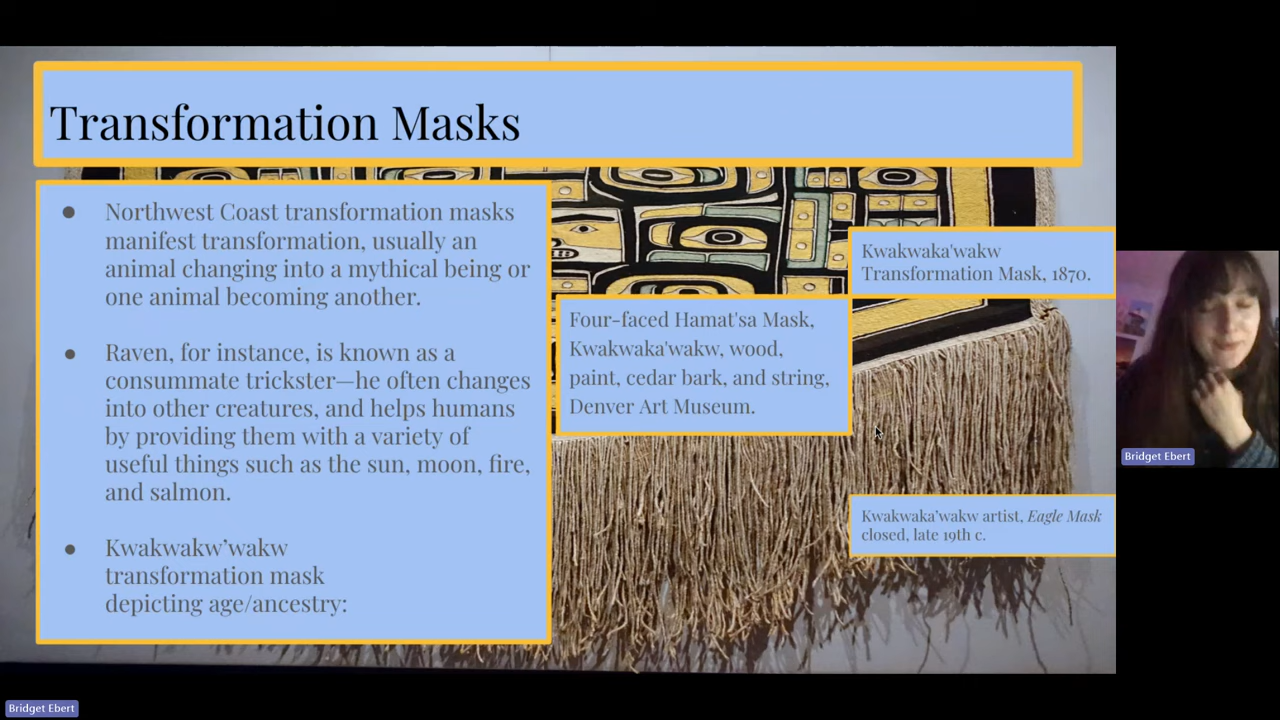 Transformation Masks
● Northwest Coast transformation masks
manifest transformation, usually an
animal changing into a mythical being or
one animal becoming another.
● Raven, for instance, is known as a
consummate trickster—he often changes
into other creatures, and helps humans
by providing them with a variety of
useful things such as the sun, moon, fire,
and salmon.
● Kwakwakw’wakw
transformation mask
depicting age/ancestry:
Four-faced Hamat'sa Mask,
Kwakwaka'wakw, wood,
paint, cedar bark, and string,
Denver Art Museum.
Kwakwaka'wakw
Transformation Mask, 1870.
Kwakwaka’wakw artist, Eagle Mask
closed, late 19th c.
Bridget Ebert
Bridget Ebert